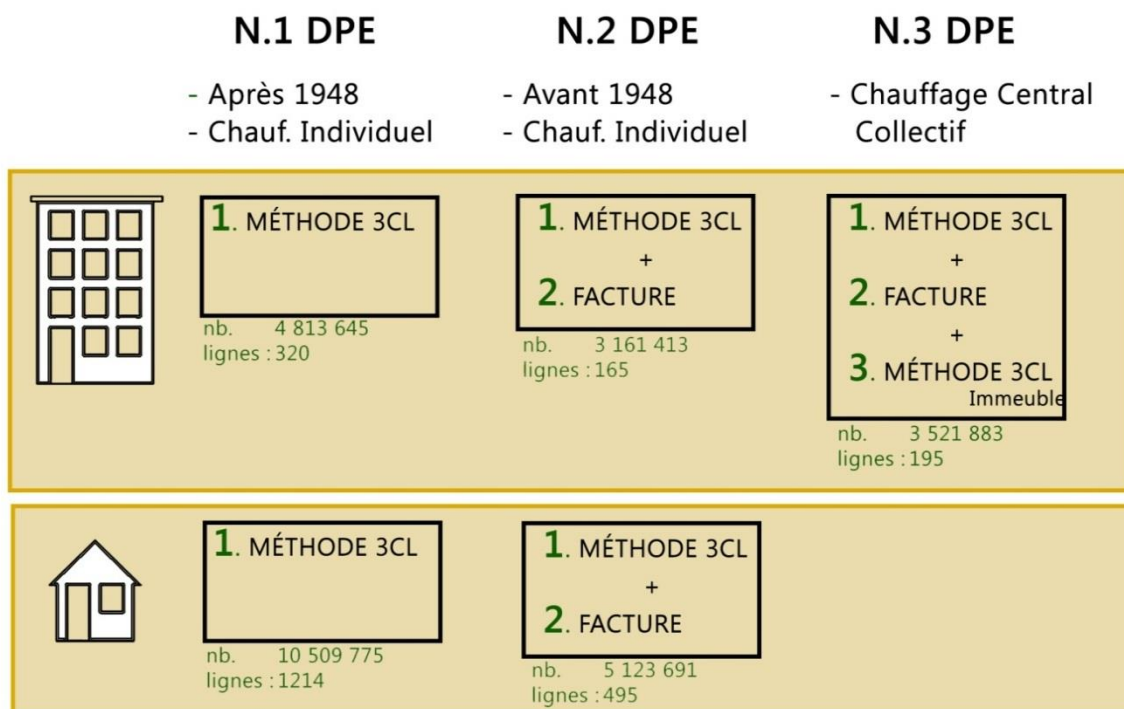 N.1 DPE
- Après 1948
- Chauf. Individuel
N.2 DPE
- Avant 1948
- Chauf. Individuel
N.3 DPE
- Chauffage Central
Collectif
1. MÉTHODE 3CL
nb. 4 813 645
lignes : 320
1. MÉTHODE 3CL
+
2. FACTURE
nb. 3 161 413
lignes : 165
1. MÉTHODE 3CL
+
2. FACTURE
+
3. MÉTHODE 3CL
Immeuble
nb. 3 521 883
lignes : 195
1. MÉTHODE 3CL
nb. 10 509 775
lignes : 1214
1. MÉTHODE 3CL
+
2. FACTURE
nb. 5 123 691
lignes : 495